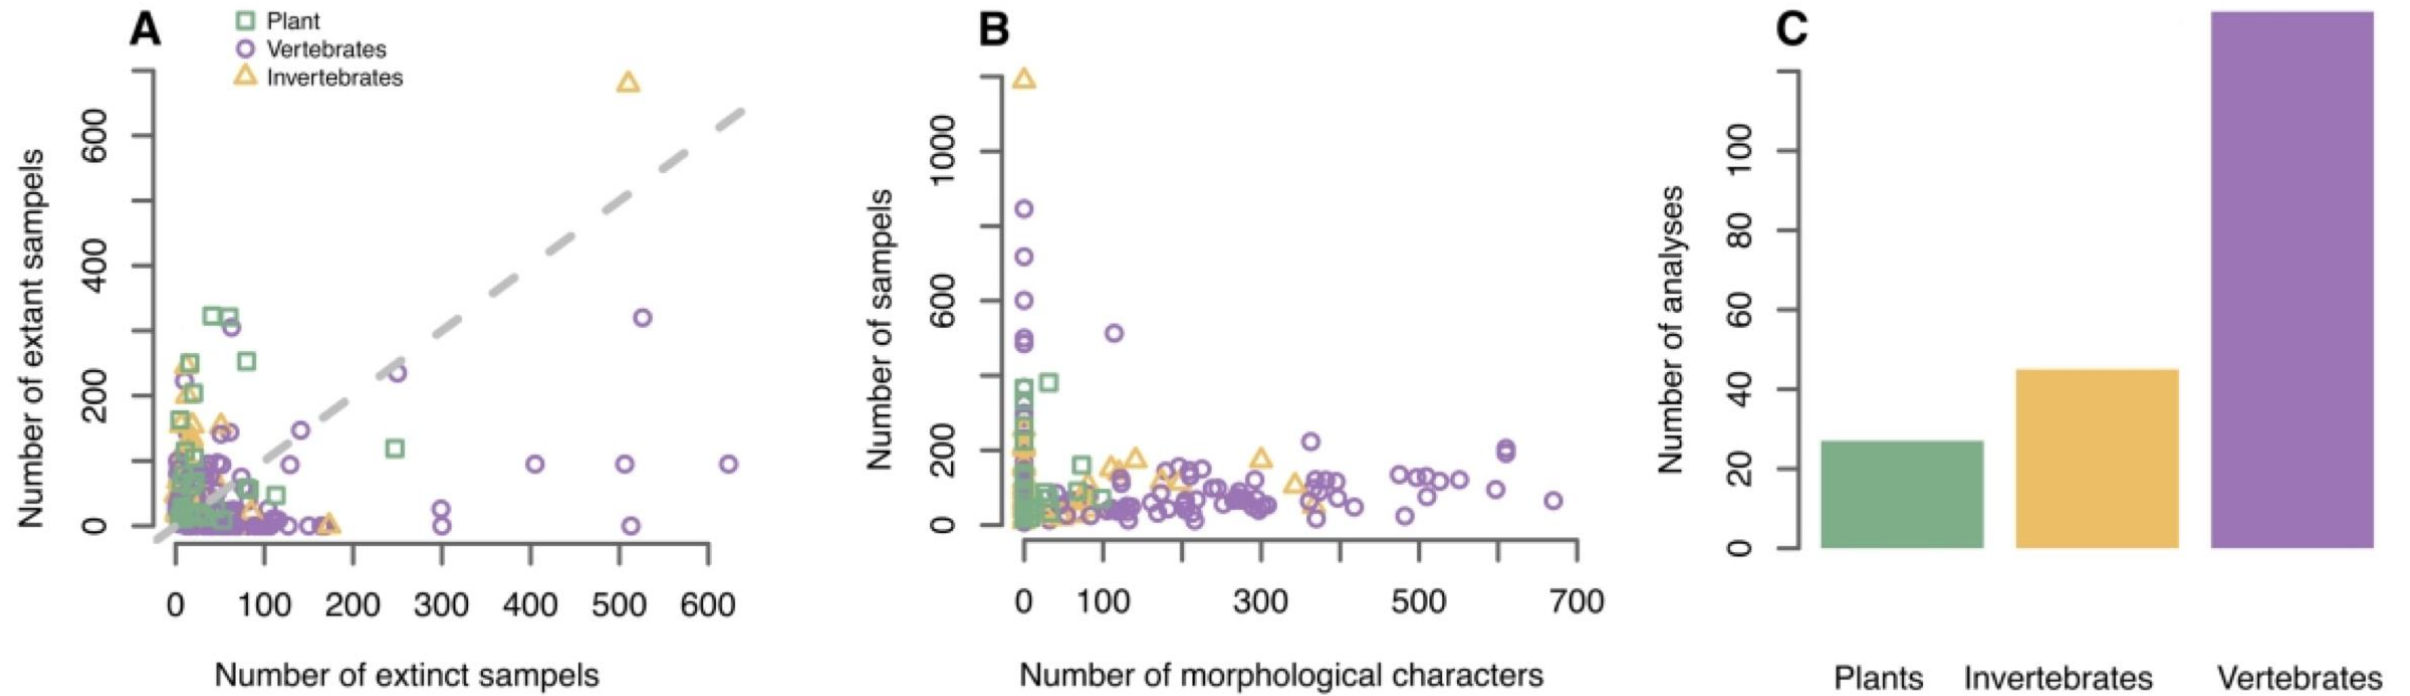 A
Plant
Vertebrates
Invertebrates
Number of extant sampels
0
200
400
600
0 100 200 300 400 500 600
Number of extinct sampels
B
Number of sampels
0
200
600
1000
0 100 300 500 700
Number of morphological characters
C
Number of analyses
0
20
40
60
80
100
Plants Invertebrates Vertebrates